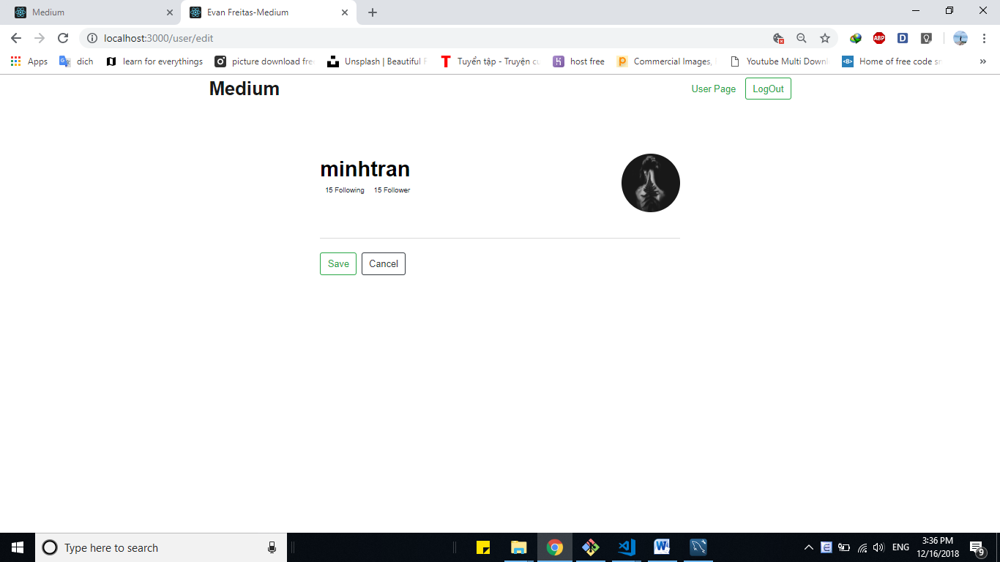 Medium
Evan Freitas-Medium
localhost:3000/user/edit
ABP
D
Apps
dich
learn for everythings
picture download free
Unsplash | Beautiful F
Tuyển tập - Truyện cu
host free
Commercial Images, I
Youtube Multi Downl
Home of free code sn
»
Medium
User Page
LogOut
minhtran
15 Following
15 Follower
Save
Cancel
Type here to search
ENG
3:36 PM
12/16/2018
9